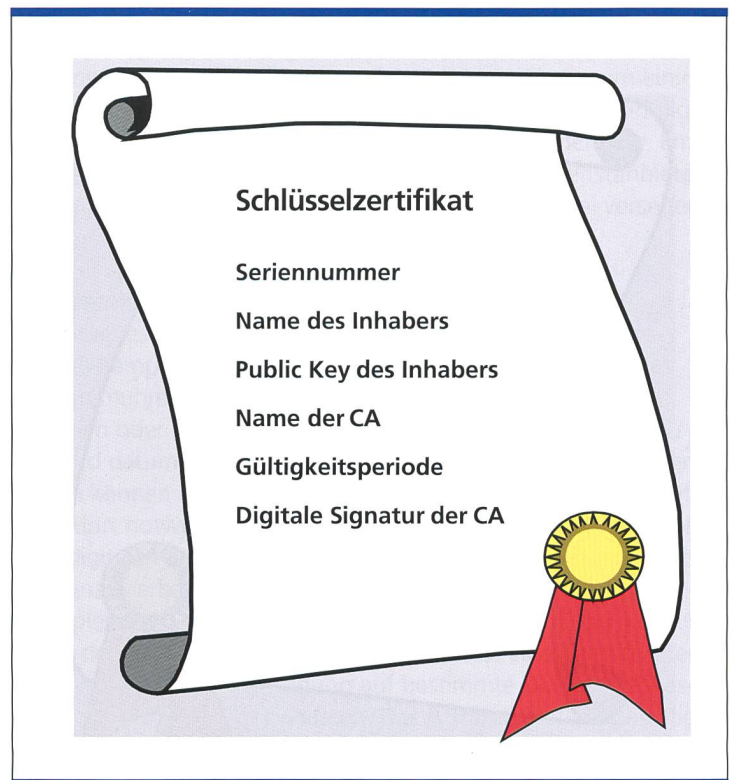 Schlüsselzertifikat
Seriennummer
Name des Inhabers
Public Key des Inhabers
Name der CA
Gültigkeitsperiode
Digitale Signatur der CA